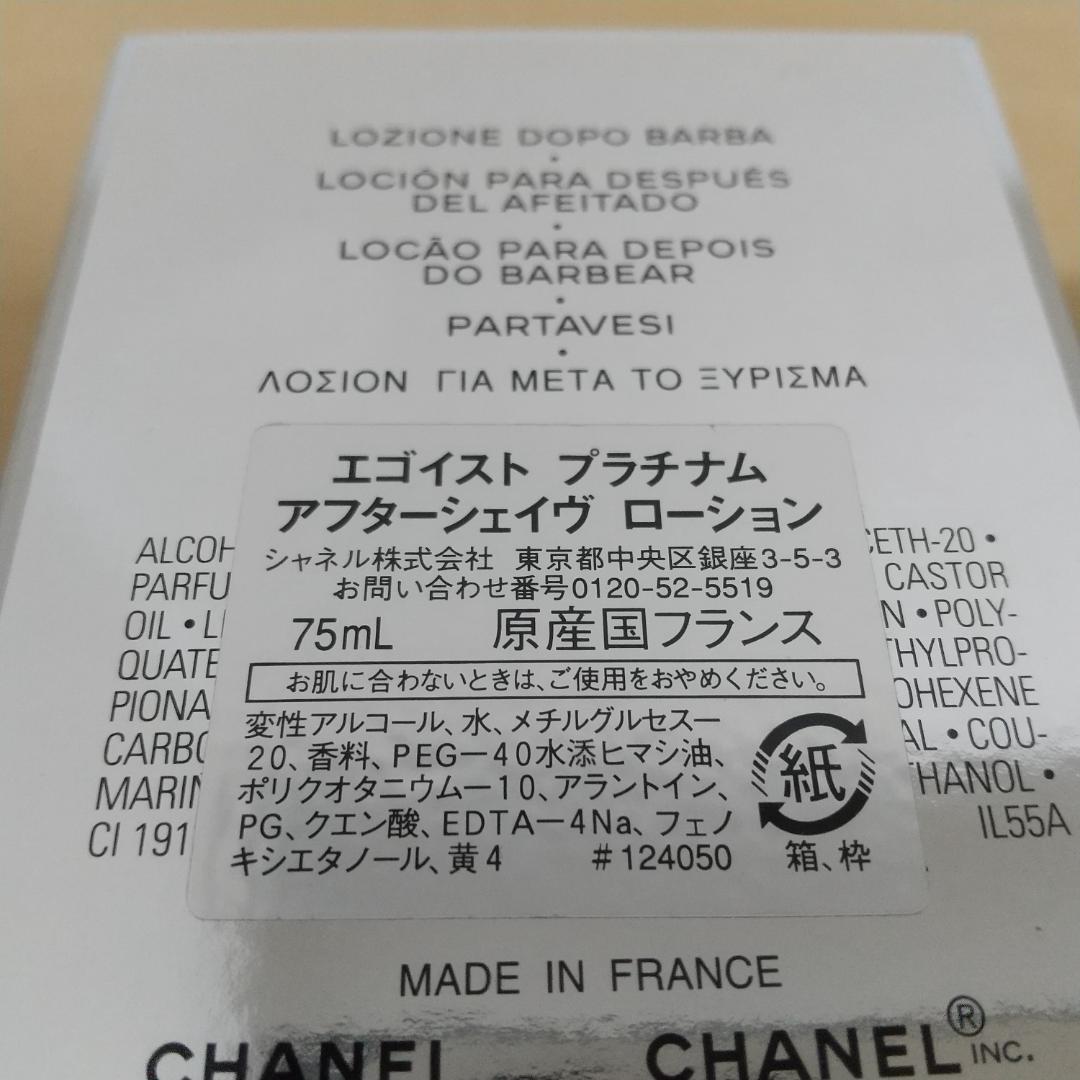 LOZIONE DOPO BARBA
•
LOCIÓN PARA DESPUÉS
DEL AFEITADO
•
LOCÃO PARA DEPOIS
DO BARBEAR
•
PARTAVESI
•
ΛΟΣΙΟΝ ΓΙΑ ΜΕΤΑ ΤΟ ΞΥΡΙΣΜΑ
エゴイスト プラチナム
アフターシェイヴ ローション
シャネル株式会社 東京都中央区銀座3-5-3
お問い合わせ番号0120-52-5519
75mL 原産国フランス
お肌に合わないときは、ご使用をおやめください。
変性アルコール、水、メチルグルセスー
20、香料、PEGー40水添ヒマシ油、
ポリクオタニウムー10、アラントイン、
PG、クエン酸、EDTAー4Na、フェノ
キシエタノール、黄4 #124050
紙
箱、枠
ALCOH
PARFU
OIL • L
QUATE
PIONA
CARBO
MARIN
CI 191
CETH-20 •
CASTOR
N • POLY-
THYLPRO-
OHEXENE
AL • COU-
THANOL •
IL55A
MADE IN FRANCE
CHANEL
CHANEL® INC.